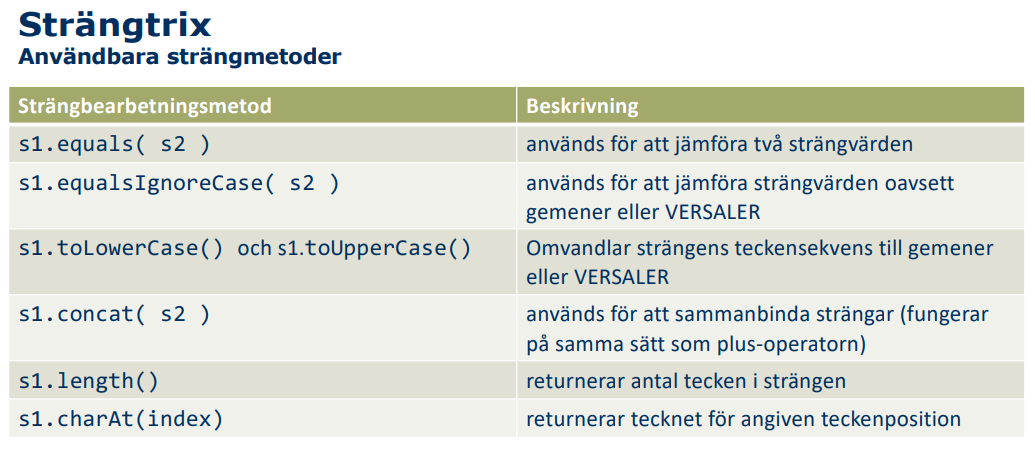 Strängtrix
Användbara strängmetoder
Strängbearbetningsmetod
Beskrivning
s1.equals( s2 )
används för att jämföra två strängvärden
s1.equalsIgnoreCase( s2 )
används för att jämföra strängvärden oavsett
gemener eller VERSALER
s1.toLowerCase() och s1.toUpperCase()
Omvandlar strängens teckensekvens till gemener
eller VERSALER
s1.concat( s2 )
används för att sammanbinda strängar (fungerar
på samma sätt som plus-operatorn)
s1.length()
returnerar antal tecken i strängen
s1.charAt(index)
returnerar tecknet för angiven teckenposition